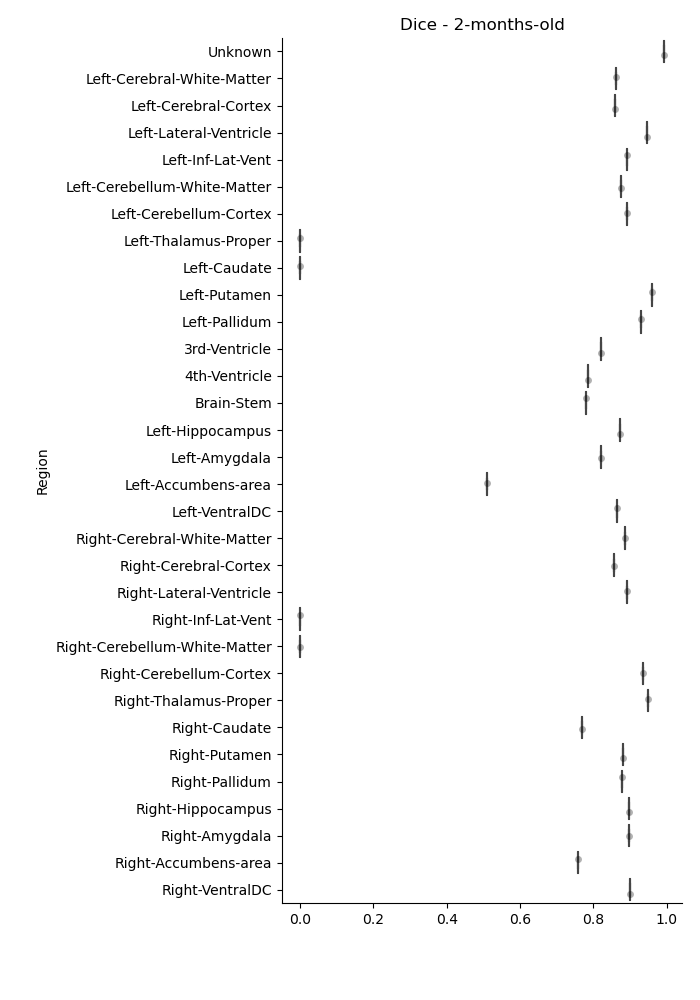 Dice - 2-months-old
Unknown
Left-Cerebral-White-Matter
Left-Cerebral-Cortex
Left-Lateral-Ventricle
Left-Inf-Lat-Vent
Left-Cerebellum-White-Matter
Left-Cerebellum-Cortex
Left-Thalamus-Proper
Left-Caudate
Left-Putamen
Left-Pallidum
3rd-Ventricle
4th-Ventricle
Brain-Stem
Left-Hippocampus
Left-Amygdala
Left-Accumbens-area
Left-VentralDC
Right-Cerebral-White-Matter
Right-Cerebral-Cortex
Right-Lateral-Ventricle
Right-Inf-Lat-Vent
Right-Cerebellum-White-Matter
Right-Cerebellum-Cortex
Right-Thalamus-Proper
Right-Caudate
Right-Putamen
Right-Pallidum
Right-Hippocampus
Right-Amygdala
Right-Accumbens-area
Right-VentralDC
Region
0.0 0.2 0.4 0.6 0.8 1.0